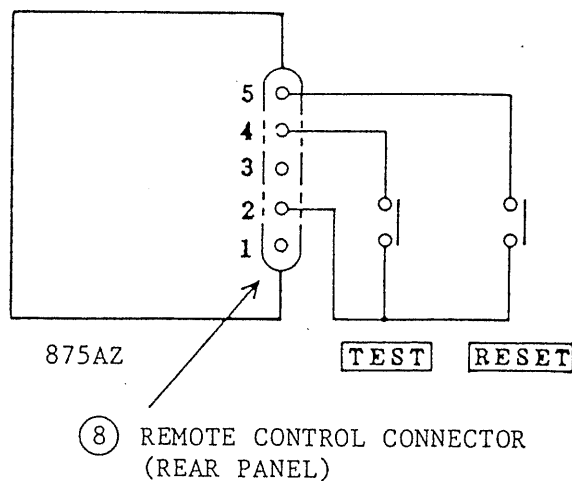 5
4
3
2
1
875AZ
TEST
RESET
8 REMOTE CONTROL CONNECTOR
(REAR PANEL)